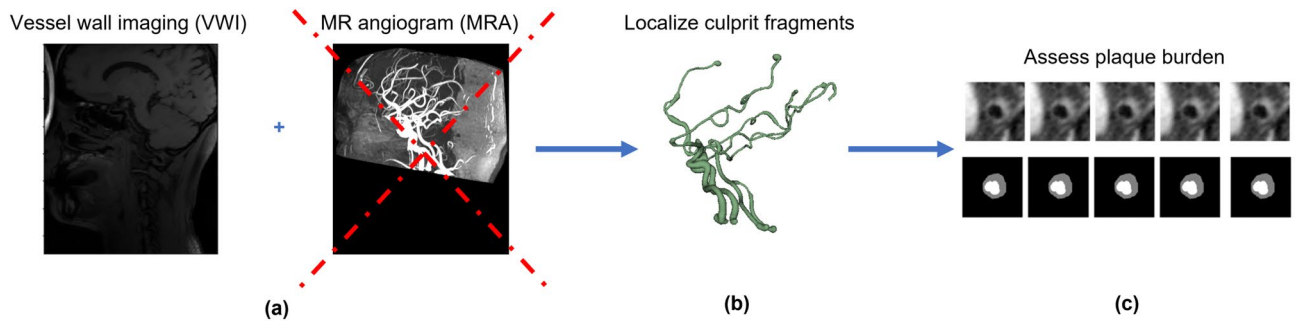 Vessel wall imaging (VWI)
+
MR angiogram (MRA)
Localize culprit fragments
Assess plaque burden
(a)
(b)
(c)